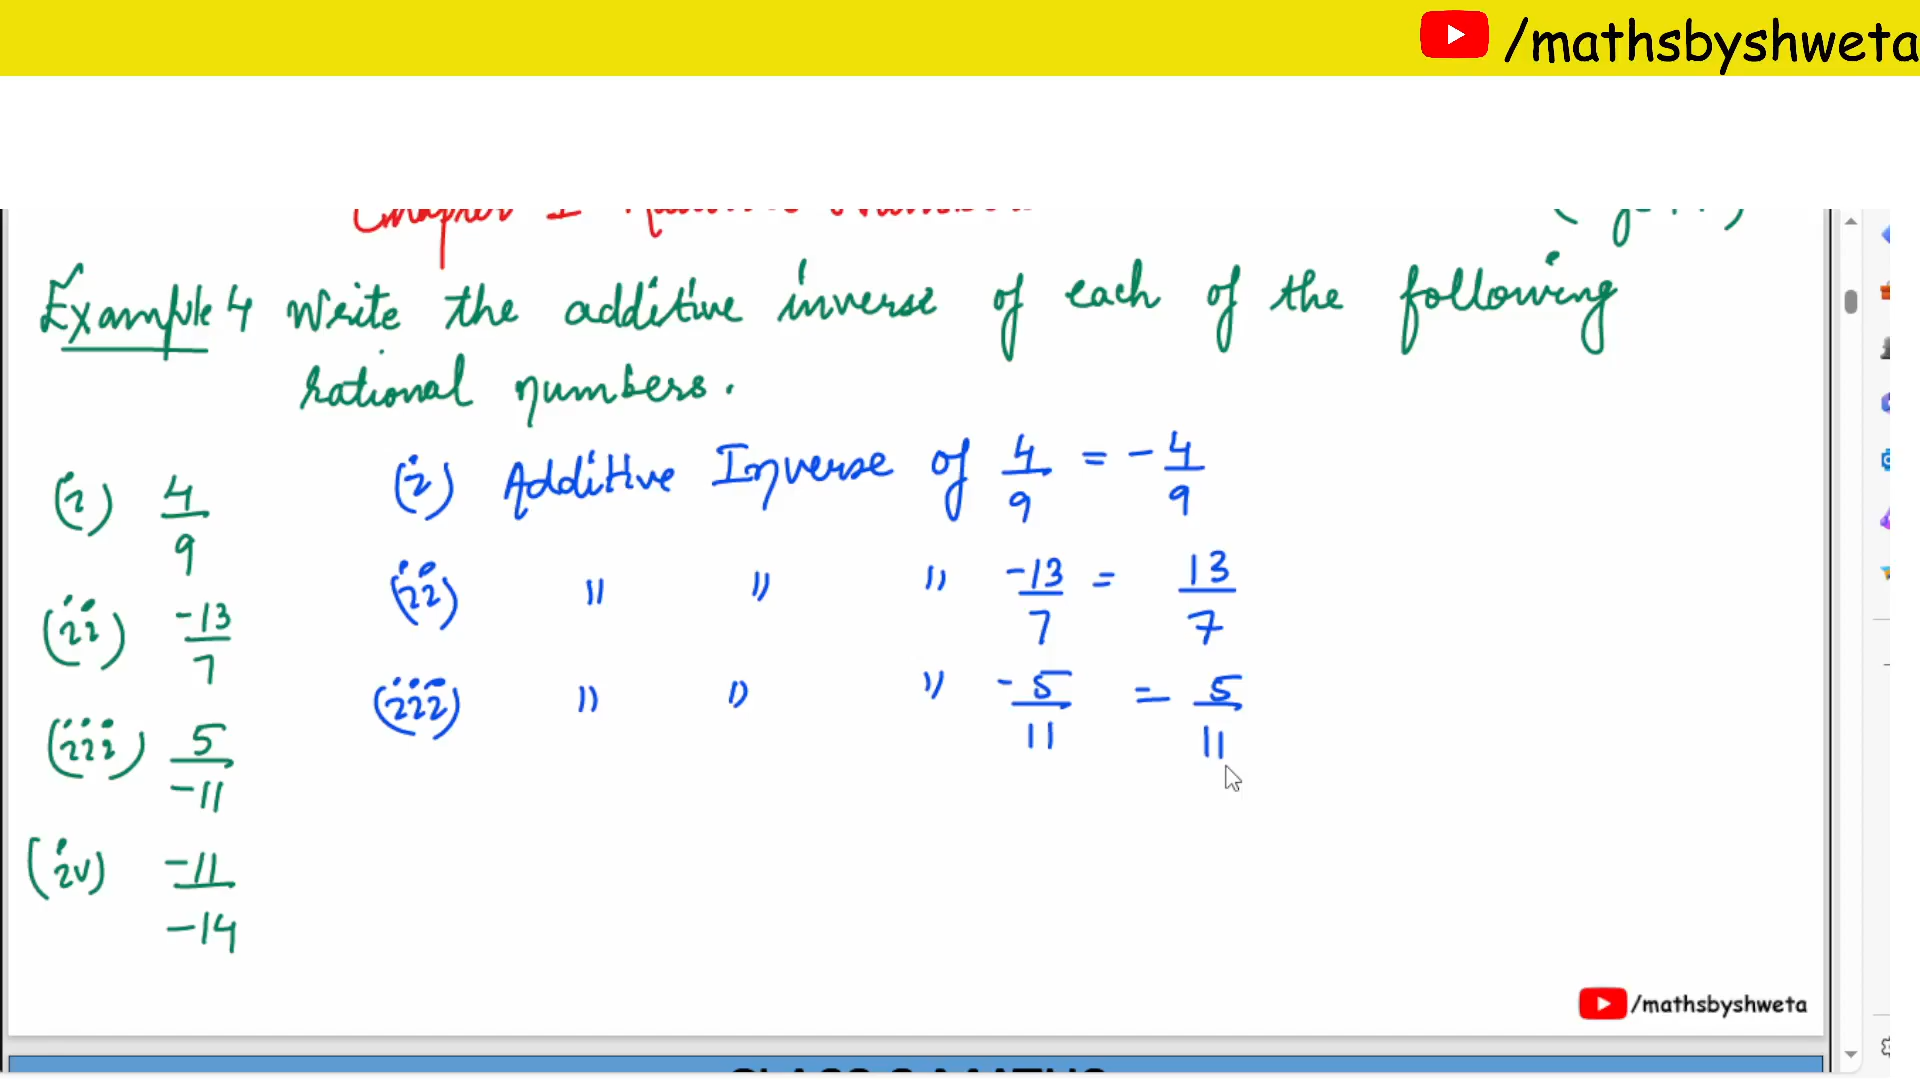 /mathsbyshweta
Example 4 Write the additive inverse of each of the following
rational numbers.
(i) 4/9
(ii) -13/7
(iii) 5/-11
(iv) -11/-14
(i) Additive Inverse of 4/9 = -4/9
(ii) " " " -13/7 = 13/7
(iii) " " " -5/11 = 5/11
/mathsbyshweta